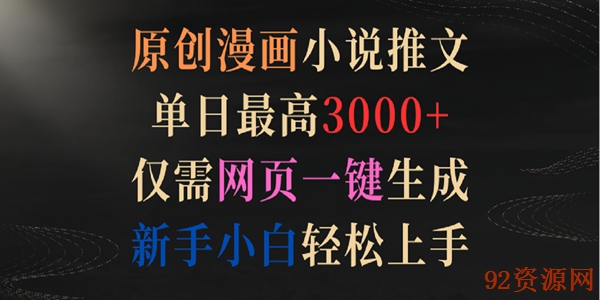 原创漫画小说推文
单日最高3000+
仅需网页一键生成
新手小白轻松上手
92资源网